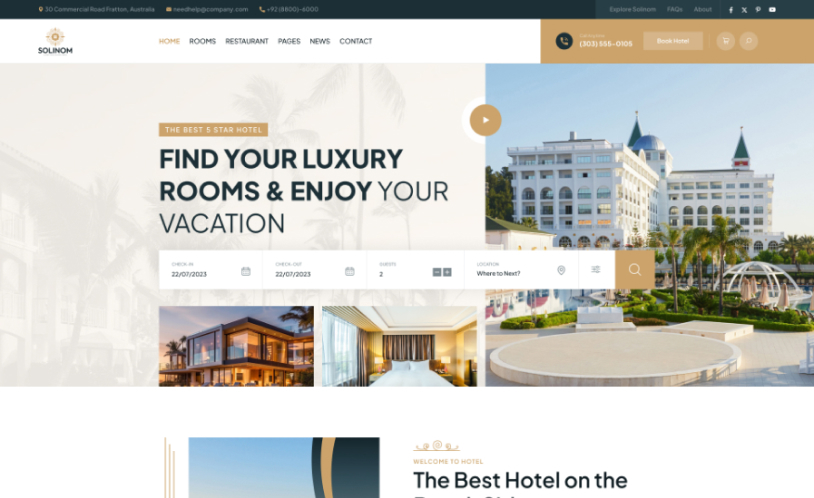 30 Commercial Road Fratton, Australia
needhelp@company.com
+92 (8800)-6000
Explore Solinom
FAQs
About
SOLINOM
HOME
ROOMS
RESTAURANT
PAGES
NEWS
CONTACT
(303) 555-0105
Book Hotel
THE BEST 5 STAR HOTEL
FIND YOUR LUXURY
ROOMS & ENJOY YOUR
VACATION
CHECK-IN
22/07/2023
CHECK-OUT
22/07/2023
GUESTS
2
LOCATION
Where to Next?
WELCOME TO HOTEL
The Best Hotel on the